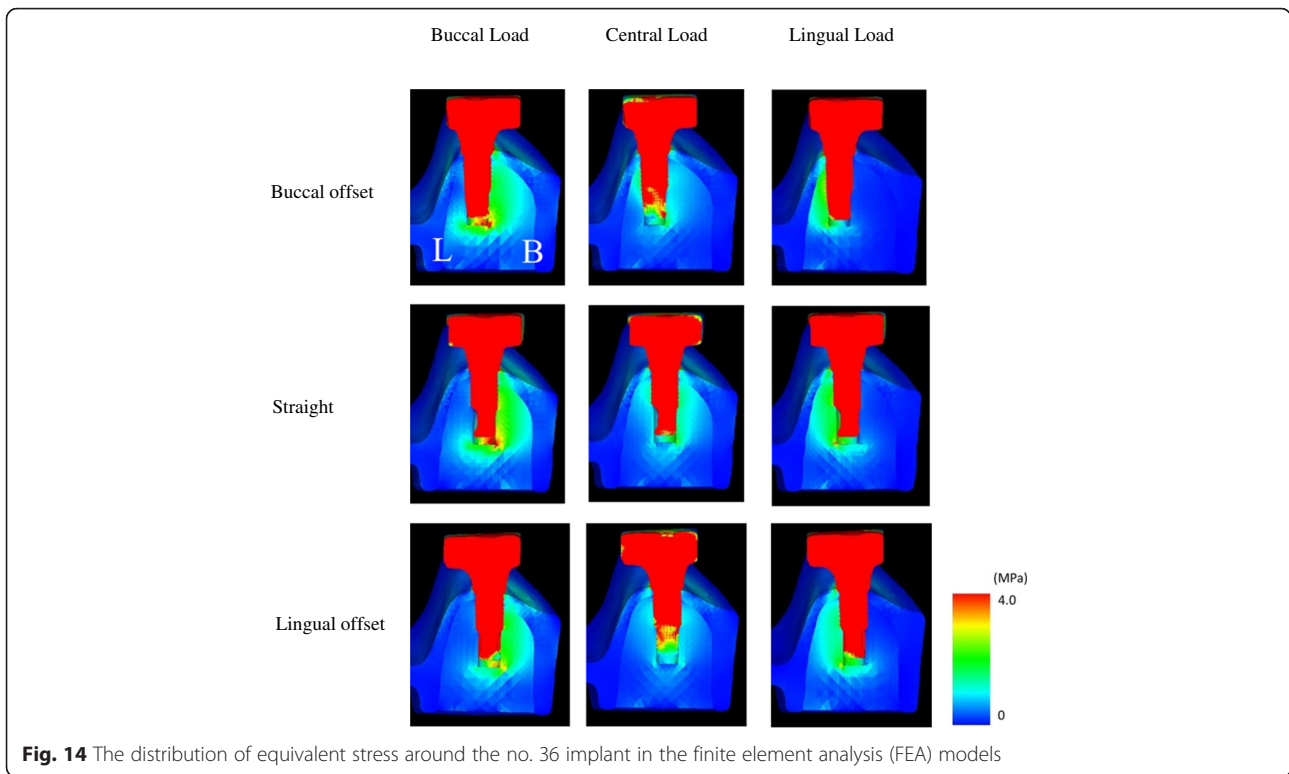 Buccal Load Central Load Lingual Load
Buccal offset
L B
Straight
Lingual offset
(MPa)
4.0
0
Fig. 14 The distribution of equivalent stress around the no. 36 implant in the finite element analysis (FEA) models